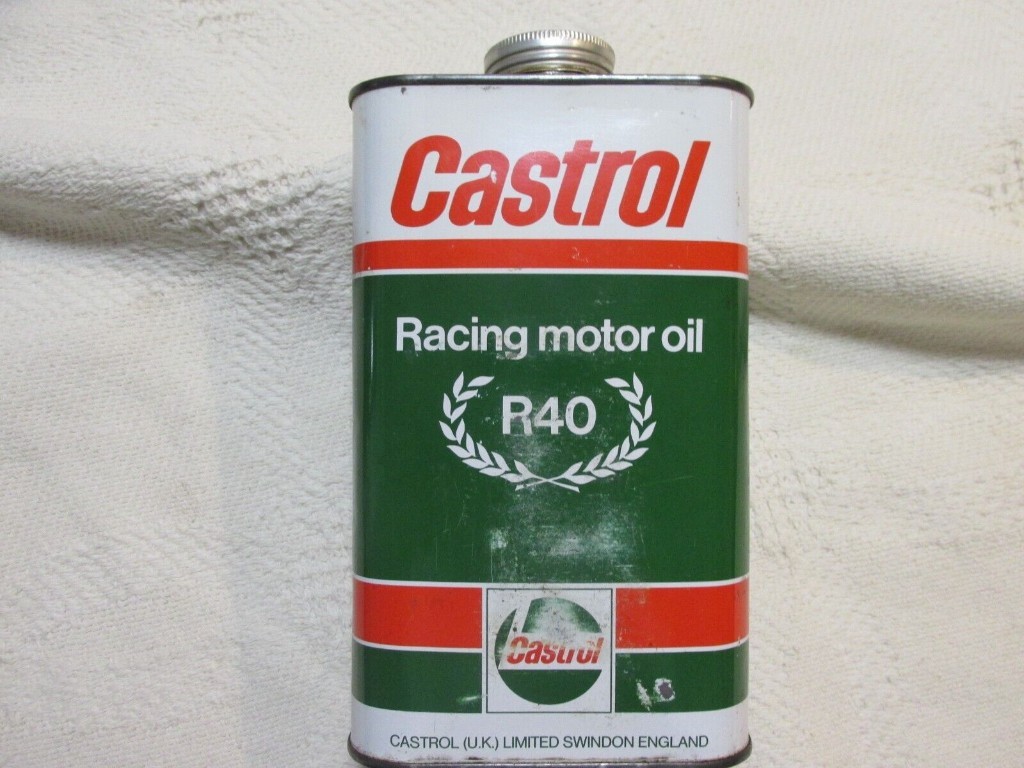 Castrol
Racing motor oil
R40
Castrol
CASTROL (U.K.) LIMITED SWINDON ENGLAND